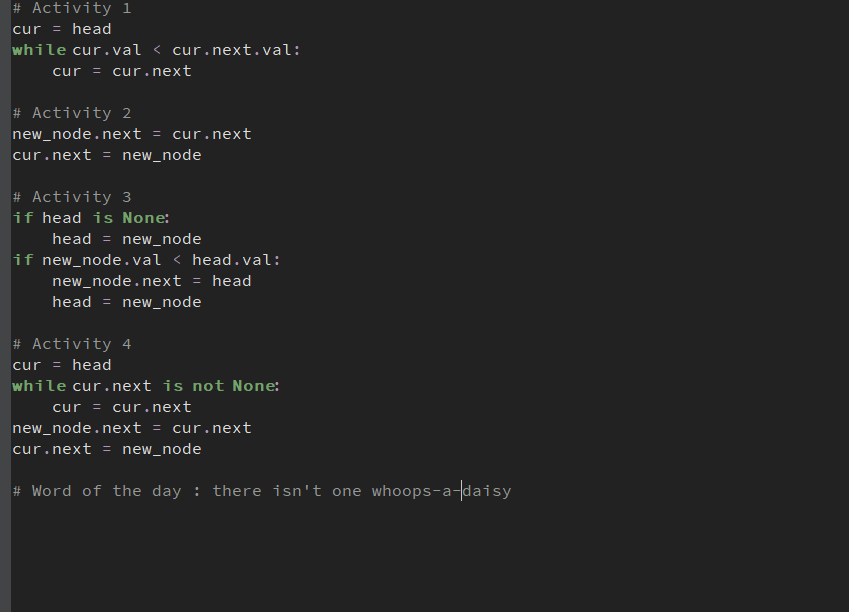 # Activity 1
cur = head
while cur.val < cur.next.val:
    cur = cur.next

# Activity 2
new_node.next = cur.next
cur.next = new_node

# Activity 3
if head is None:
    head = new_node
if new_node.val < head.val:
    new_node.next = head
    head = new_node

# Activity 4
cur = head
while cur.next is not None:
    cur = cur.next
new_node.next = cur.next
cur.next = new_node

# Word of the day : there isn't one whoops-a-daisy